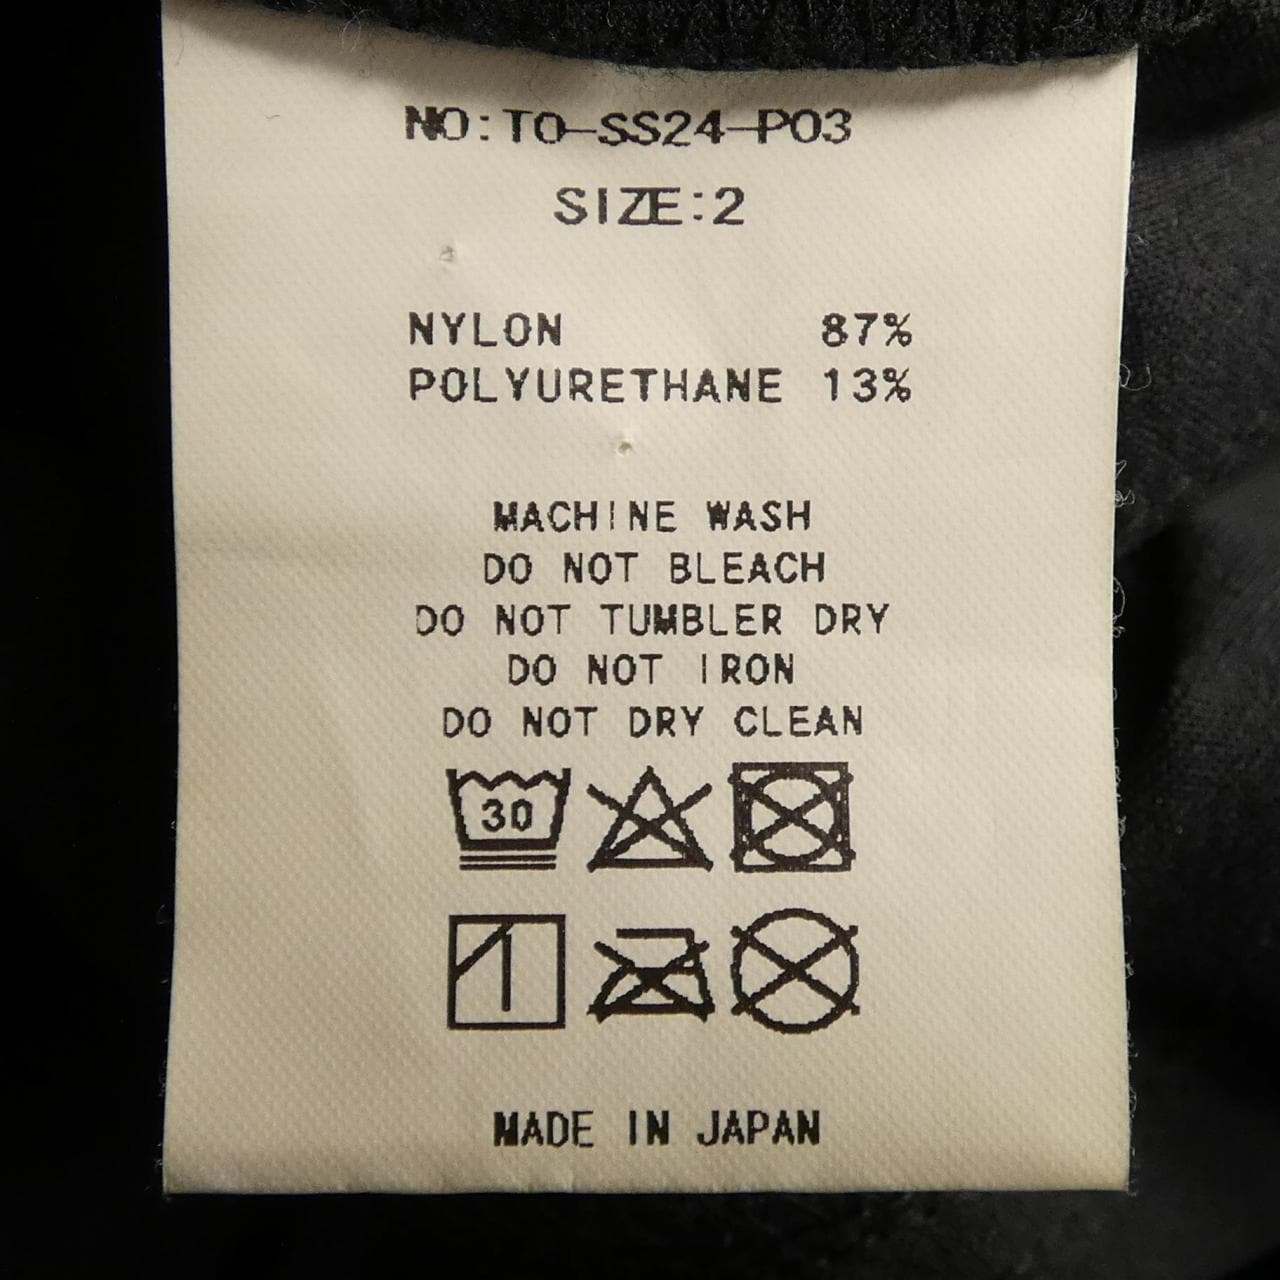 NO:TO-SS24-P03
SIZE:2
NYLON 87%
POLYURETHANE 13%
MACHINE WASH
DO NOT BLEACH
DO NOT TUMBLER DRY
DO NOT IRON
DO NOT DRY CLEAN
30
MADE IN JAPAN